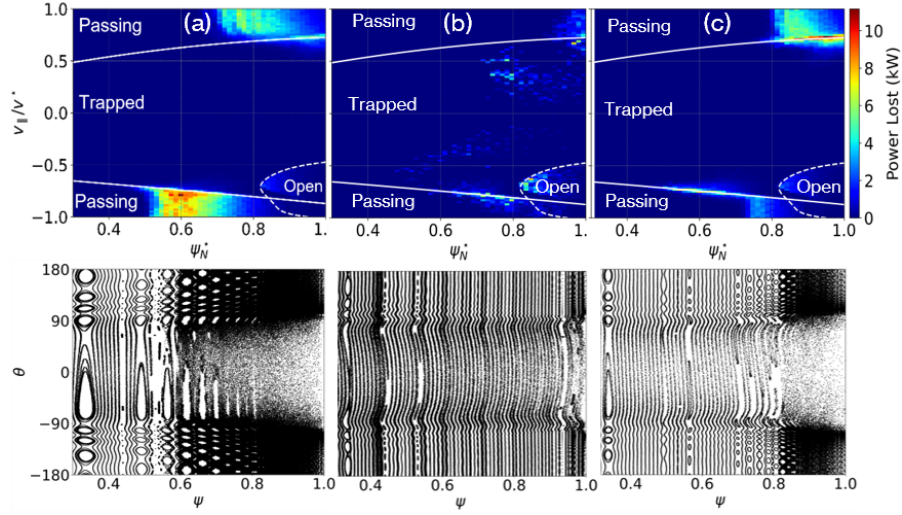 1.0
0.5
0.0
−0.5
−1.0
v∥/v*
Passing
(a)
Trapped
Passing
Open
0.4 0.6 0.8 1.0
ψ*N
Passing
(b)
Trapped
Passing
Open
0.4 0.6 0.8 1.
ψ*N
Passing
(c)
Trapped
Passing
Open
0.4 0.6 0.8 1.
ψ*N
10
8
6
4
2
0
Power Lost (kW)
180
90
0
−90
−180
θ
0.4 0.6 0.8 1.0
ψ
0.4 0.6 0.8 1.0
ψ
0.4 0.6 0.8 1.0
ψ